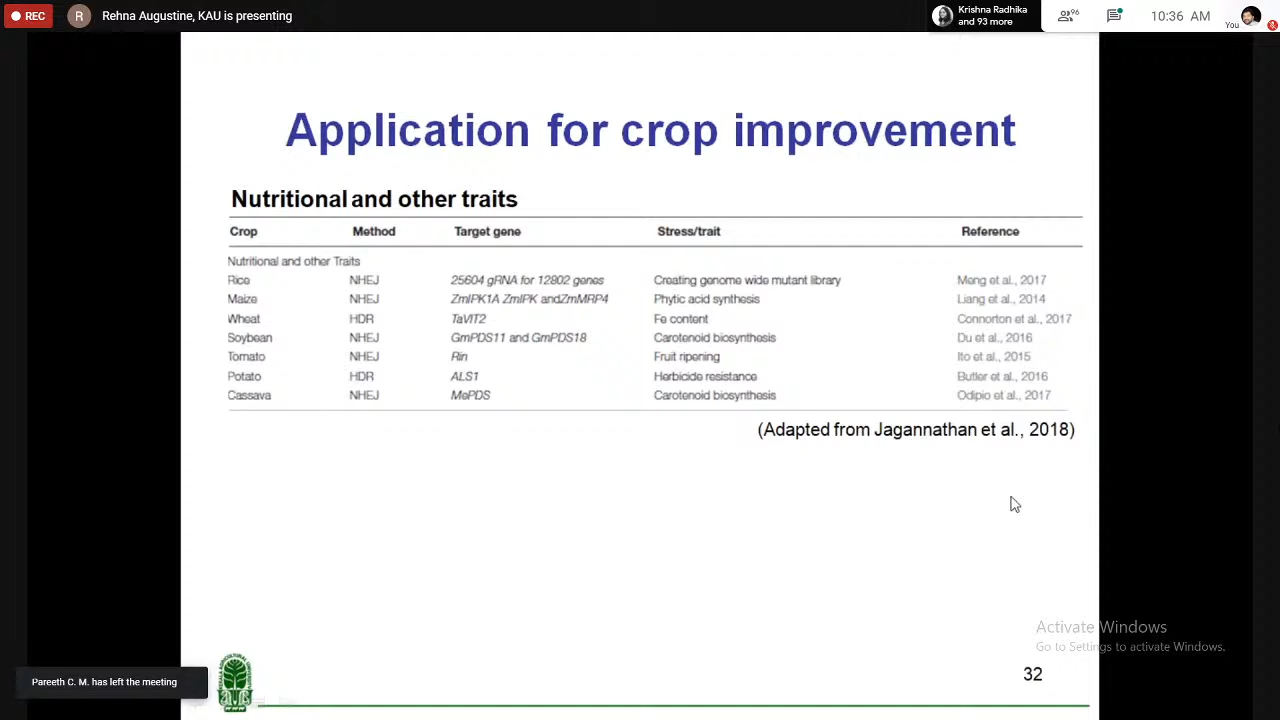 REC
R
Rehna Augustine, KAU is presenting
Krishna Radhika
and 93 more
96
10:36 AM
You
Application for crop improvement
Nutritional and other traits
Crop Method Target gene Stress/trait Reference
Nutritional and other Traits
Rice NHEJ 25604 gRNA for 12802 genes Creating genome wide mutant library Meng et al., 2017
Maize NHEJ ZmIPK1A ZmIPK andZmMRP4 Phytic acid synthesis Liang et al., 2014
Wheat HDR TaVIT2 Fe content Connorton et al., 2017
Soybean NHEJ GmPDS11 and GmPDS18 Carotenoid biosynthesis Du et al., 2016
Tomato NHEJ Rin Fruit ripening Ito et al., 2015
Potato HDR ALS1 Herbicide resistance Butler et al., 2016
Cassava NHEJ MePDS Carotenoid biosynthesis Odipio et al., 2017
(Adapted from Jagannathan et al., 2018)
Activate Windows
Go to Settings to activate Windows.
32
Pareeth C. M. has left the meeting